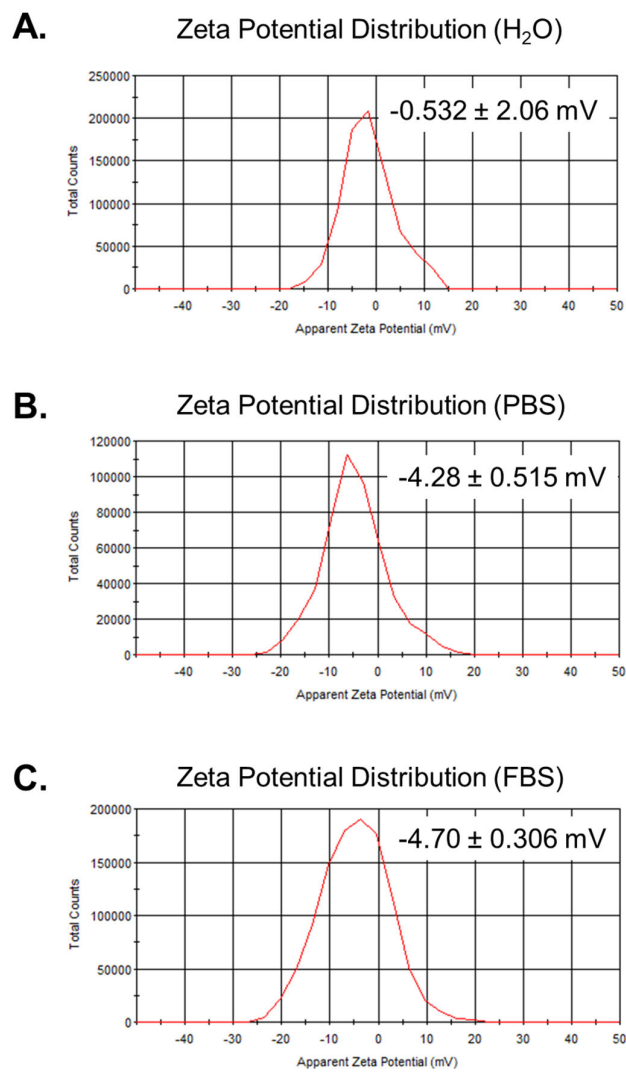 A.
Zeta Potential Distribution (H₂O)
-0.532 ± 2.06 mV
Total Counts
250000
200000
150000
100000
50000
0
-40 -30 -20 -10 0 10 20 30 40 50
Apparent Zeta Potential (mV)
B.
Zeta Potential Distribution (PBS)
-4.28 ± 0.515 mV
Total Counts
120000
100000
80000
60000
40000
20000
0
-40 -30 -20 -10 0 10 20 30 40 50
Apparent Zeta Potential (mV)
C.
Zeta Potential Distribution (FBS)
-4.70 ± 0.306 mV
Total Counts
200000
150000
100000
50000
0
-40 -30 -20 -10 0 10 20 30 40 50
Apparent Zeta Potential (mV)